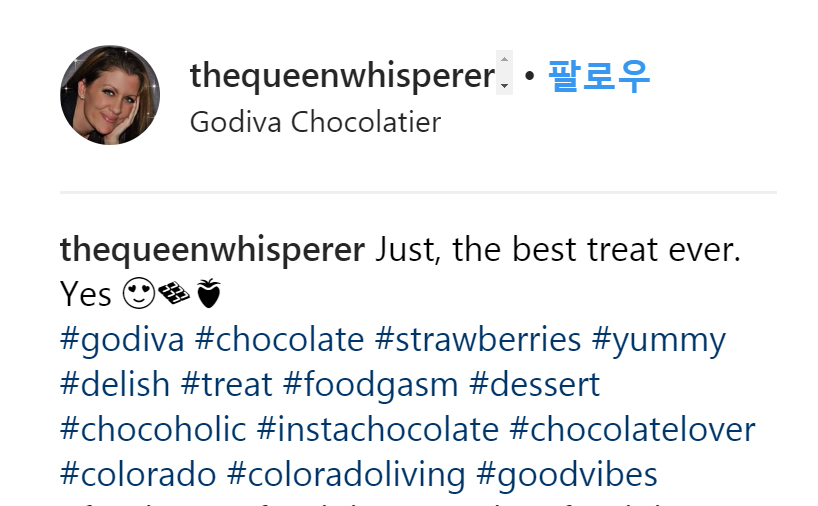 thequeenwhisperer • 팔로우
Godiva Chocolatier
thequeenwhisperer Just, the best treat ever.
Yes 😍🍫🍓
#godiva #chocolate #strawberries #yummy
#delish #treat #foodgasm #dessert
#chocoholic #instachocolate #chocolatelover
#colorado #coloradoliving #goodvibes